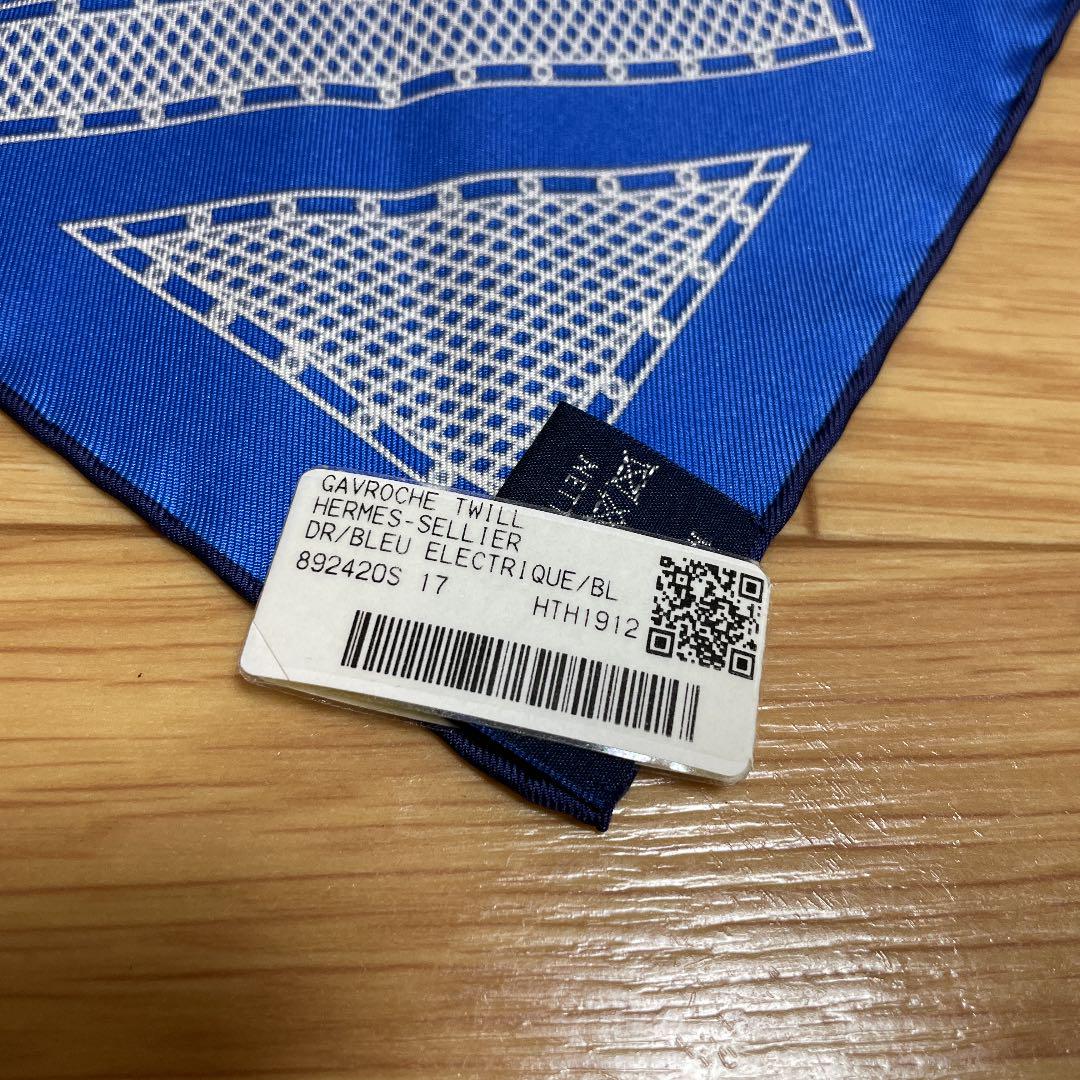 GAVROCHE TWILL
HERMES-SELLIER
DR/BLEU ELECTRIQUE/BL
892420S 17
HTH1912